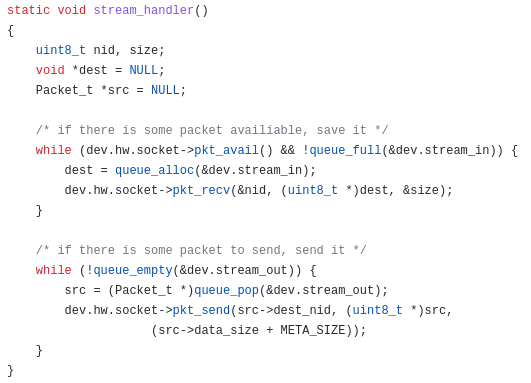 static void stream_handler()
{
    uint8_t nid, size;
    void *dest = NULL;
    Packet_t *src = NULL;

    /* if there is some packet availiable, save it */
    while (dev.hw.socket->pkt_avail() && !queue_full(&dev.stream_in)) {
        dest = queue_alloc(&dev.stream_in);
        dev.hw.socket->pkt_recv(&nid, (uint8_t *)dest, &size);
    }

    /* if there is some packet to send, send it */
    while (!queue_empty(&dev.stream_out)) {
        src = (Packet_t *)queue_pop(&dev.stream_out);
        dev.hw.socket->pkt_send(src->dest_nid, (uint8_t *)src,
                    (src->data_size + META_SIZE));
    }
}